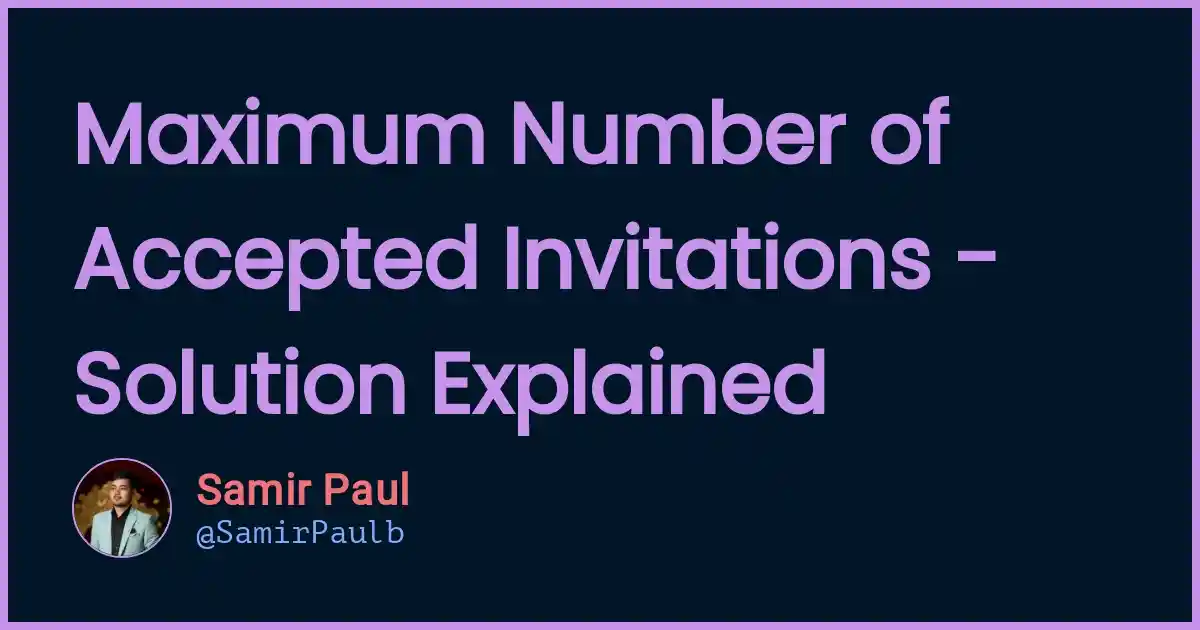 Maximum Number of
Accepted Invitations -
Solution Explained
Samir Paul
@SamirPaulb